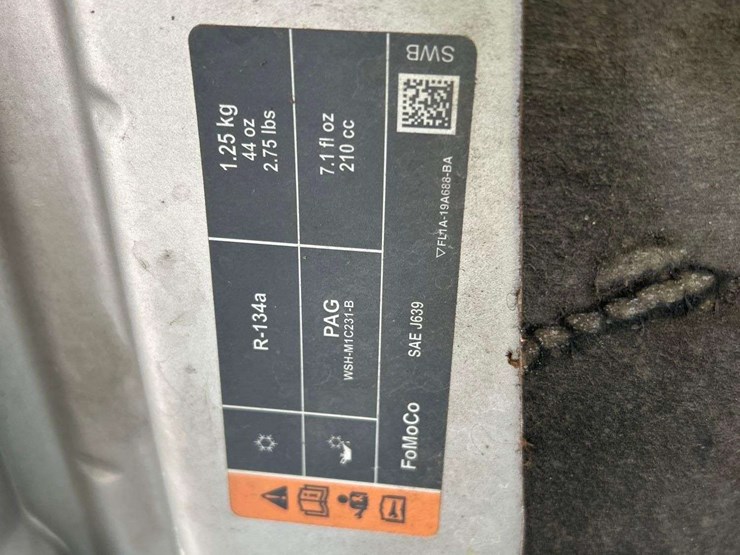 R-134a
1.25 kg
44 oz
2.75 lbs
PAG
WSH-M1C231-B
7.1 fl oz
210 cc
FoMoCo
SAE J639
FL1A-19A688-BA
SWB